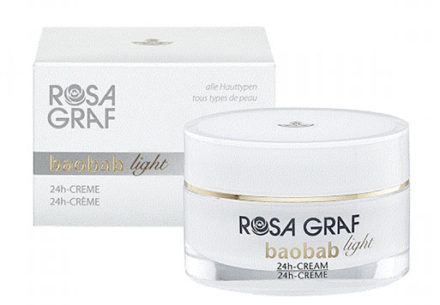 ROSA
GRAF
alle Hauttypen
tous types de peau
baobab light
24h-CREME
24h-CRÈME
ROSA GRAF
baobab light
24h-CREAM
24h-CREME